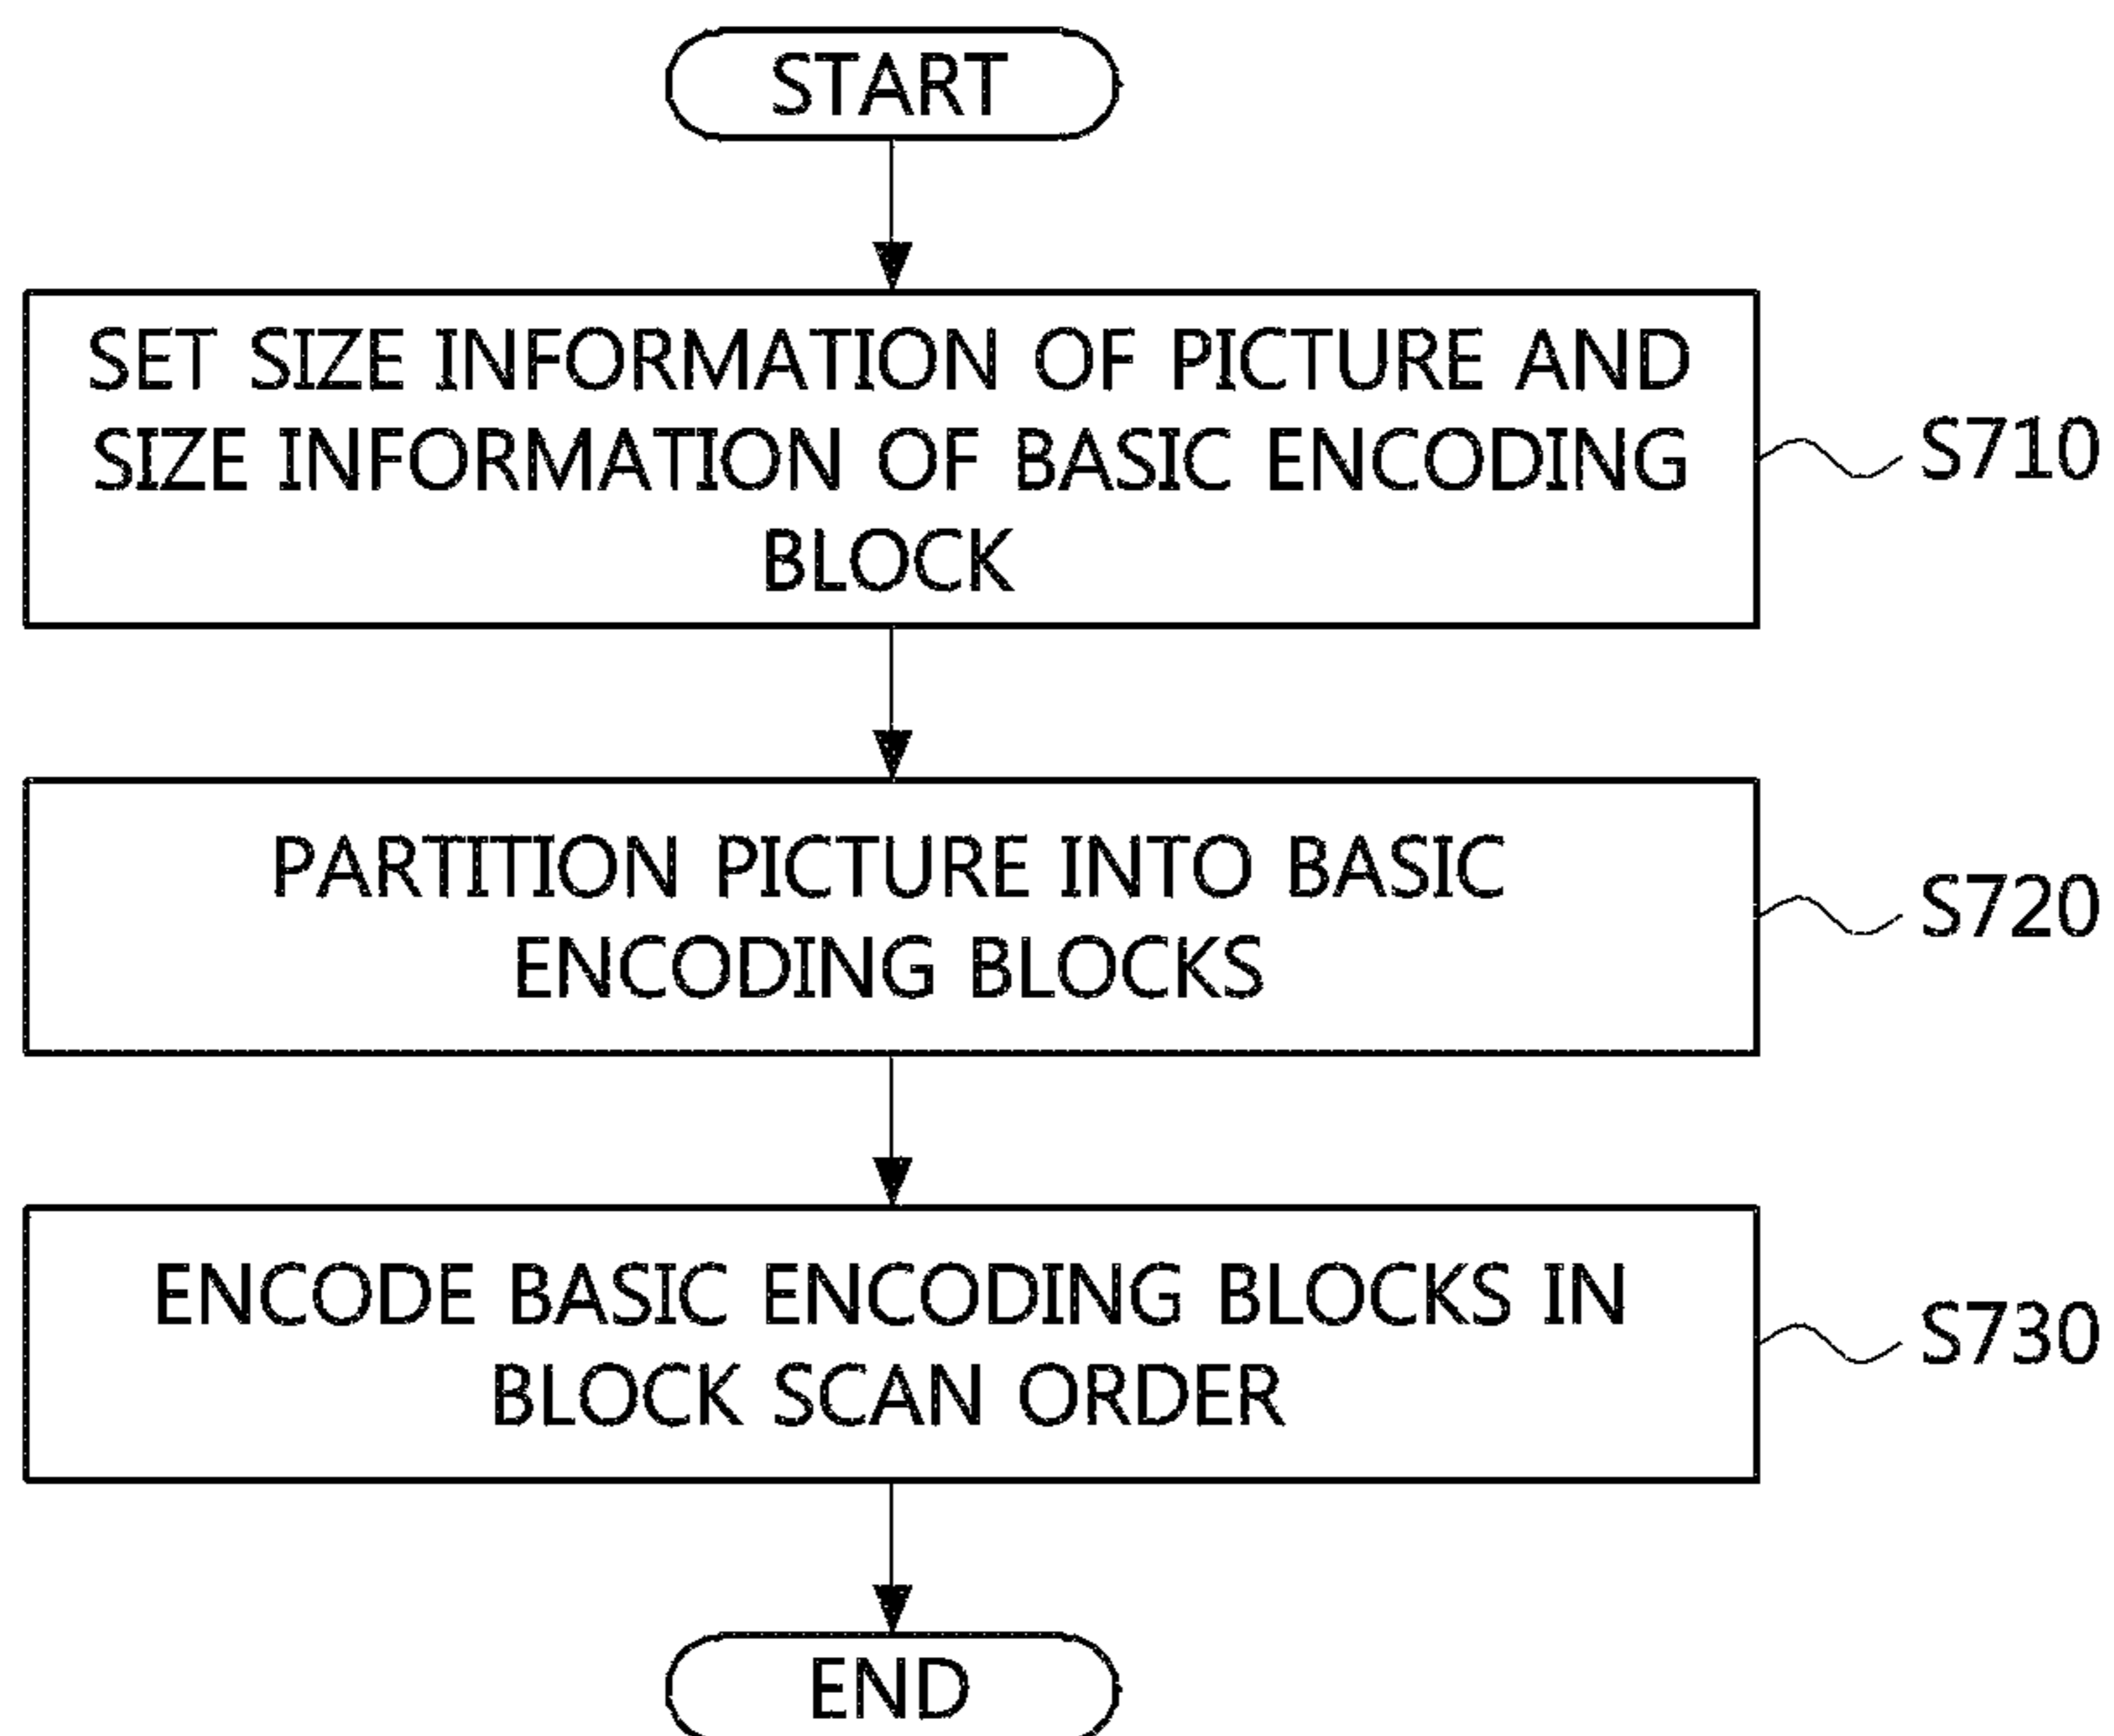 START
SET SIZE INFORMATION OF PICTURE AND
SIZE INFORMATION OF BASIC ENCODING
BLOCK
S710
PARTITION PICTURE INTO BASIC
ENCODING BLOCKS
S720
ENCODE BASIC ENCODING BLOCKS IN
BLOCK SCAN ORDER
S730
END